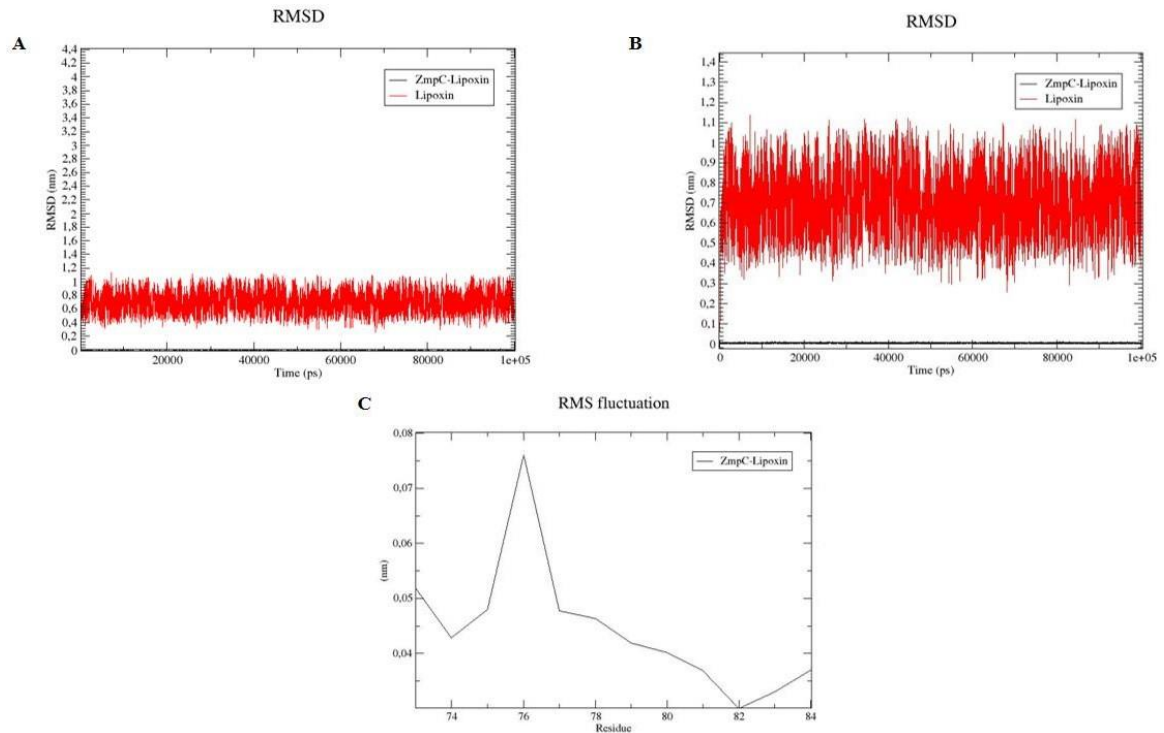 A
RMSD
4,4
4,2
4
3,8
3,6
3,4
3,2
3
2,8
2,6
2,4
2,2
2
1,8
1,6
1,4
1,2
1
0,8
0,6
0,4
0,2
0
RMSD (nm)
ZmpC-Lipoxin
Lipoxin
20000 40000 60000 80000 1e+05
Time (ps)
B
RMSD
1,4
1,3
1,2
1,1
1
0,9
0,8
0,7
0,6
0,5
0,4
0,3
0,2
0,1
0
RMSD (nm)
ZmpC-Lipoxin
Lipoxin
0 20000 40000 60000 80000 1e+05
Time (ps)
C
RMS fluctuation
0,08
0,07
0,06
0,05
0,04
(nm)
ZmpC-Lipoxin
74 76 78 80 82 84
Residue